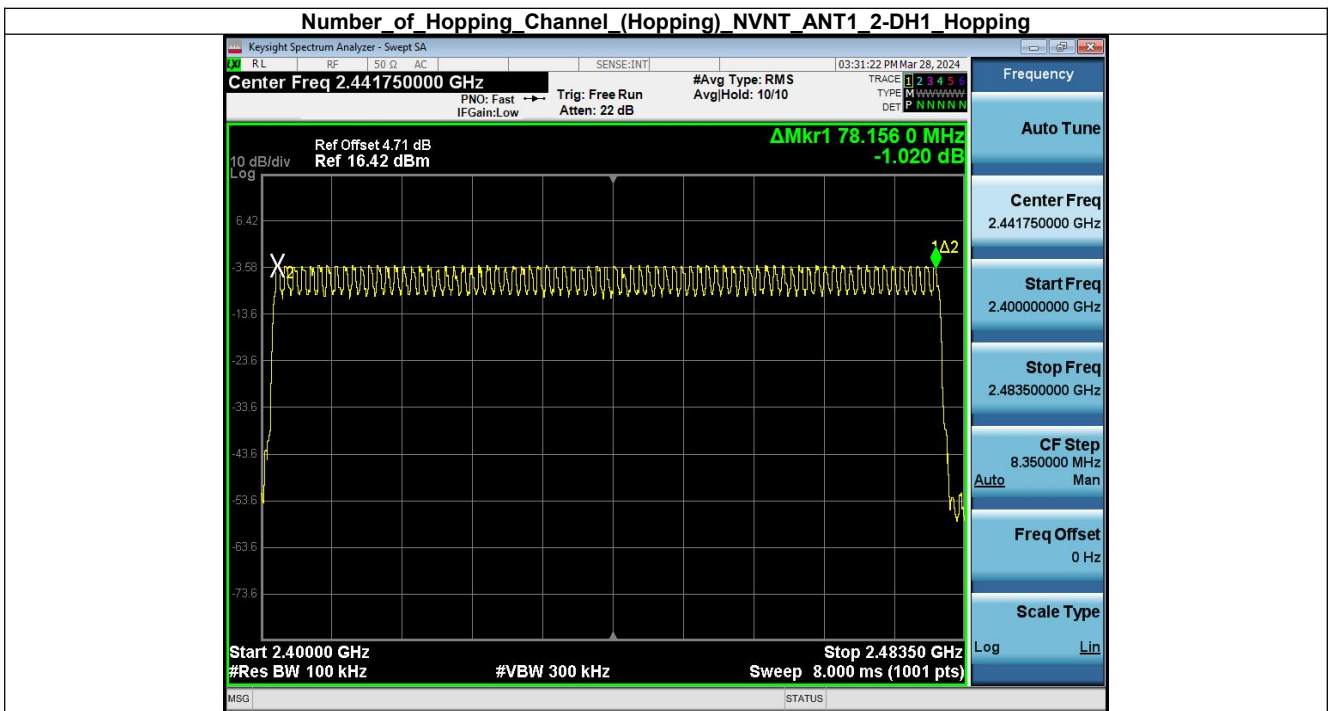 Number_of_Hopping_Channel_(Hopping)_NVNT_ANT1_2-DH1_Hopping
Keysight Spectrum Analyzer - Swept SA
LXI RL RF 50 Ω AC SENSE:INT 03:31:22 PM Mar 28, 2024
Center Freq 2.441750000 GHz
PNO: Fast
IFGain:Low
Trig: Free Run
Atten: 22 dB
#Avg Type: RMS
Avg|Hold: 10/10
TRACE 1 2 3 4 5 6
TYPE M WWWWW
DET P N N N N N
Ref Offset 4.71 dB
10 dB/div Ref 16.42 dBm
Log
ΔMkr1 78.156 0 MHz
-1.020 dB
6.42
-3.58
-13.6
-23.6
-33.6
-43.6
-53.6
-63.6
-73.6
X2
1Δ2
Start 2.40000 GHz Stop 2.48350 GHz
#Res BW 100 kHz #VBW 300 kHz Sweep 8.000 ms (1001 pts)
MSG STATUS
Frequency
Auto Tune
Center Freq
2.441750000 GHz
Start Freq
2.400000000 GHz
Stop Freq
2.483500000 GHz
CF Step
8.350000 MHz
Auto Man
Freq Offset
0 Hz
Scale Type
Log Lin